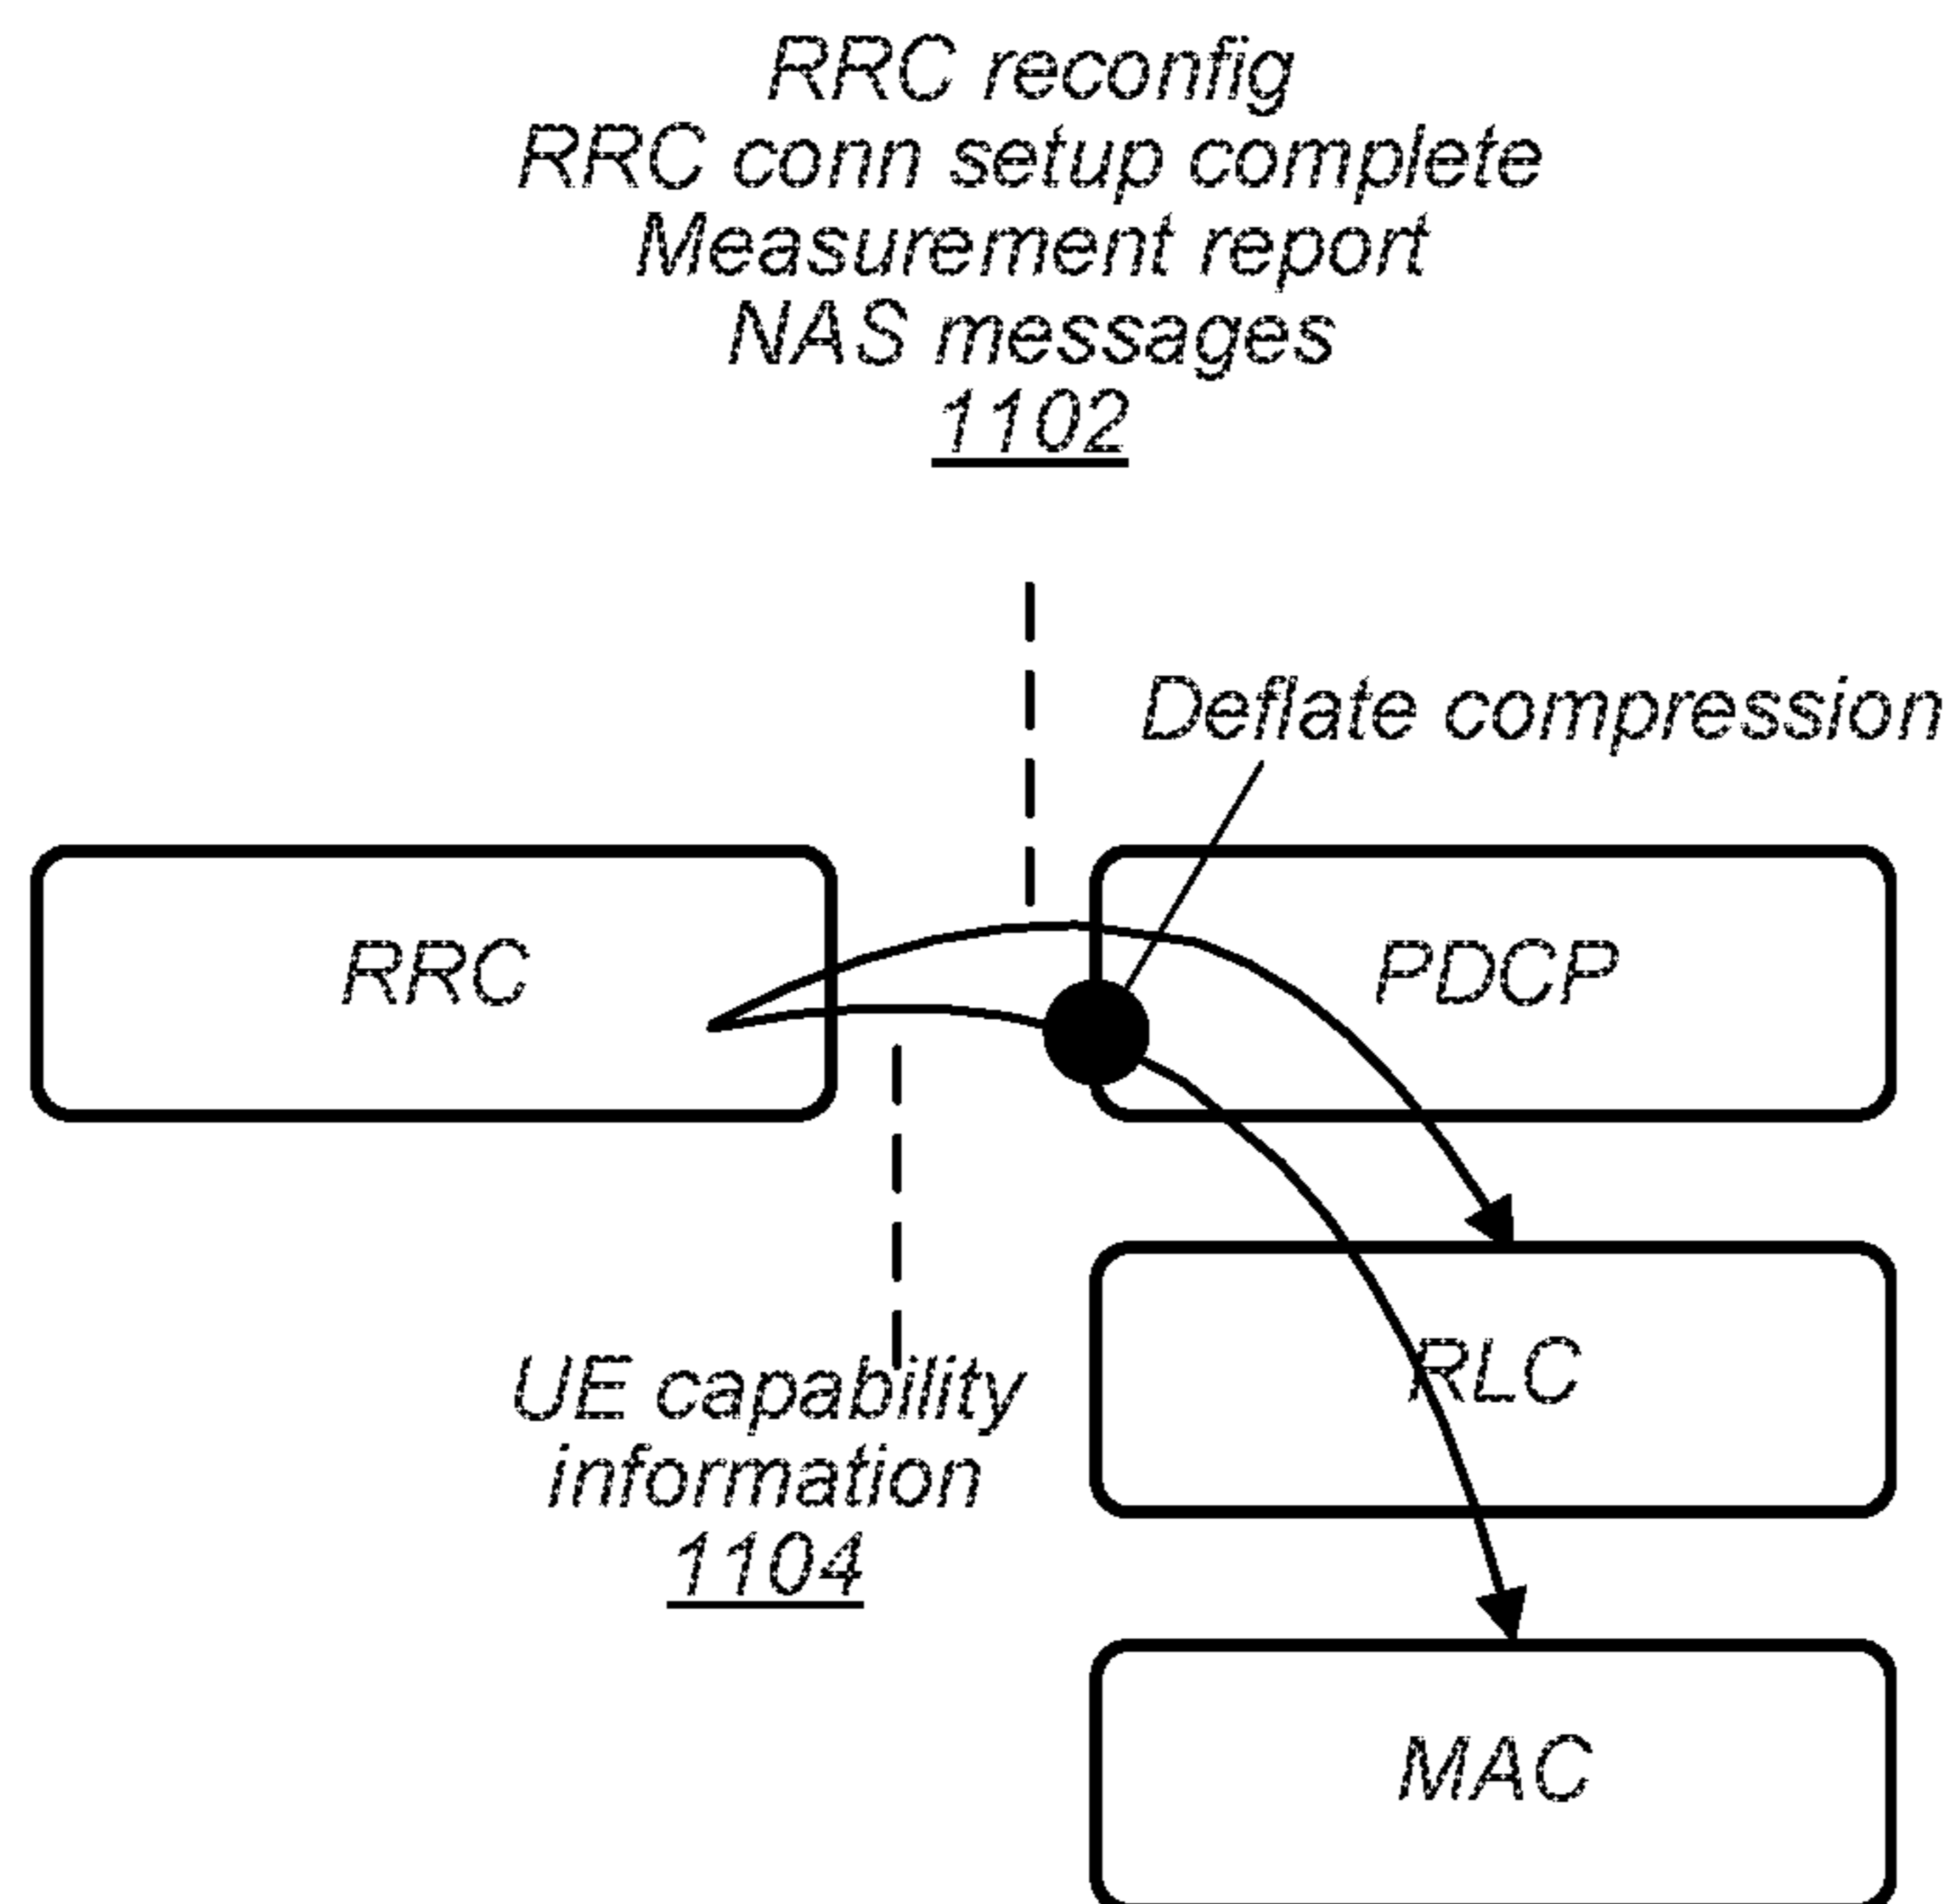 RRC reconfig
RRC conn setup complete
Measurement report
NAS messages
1102
Deflate compression
RRC
PDCP
RLC
UE capability
information
1104
MAC